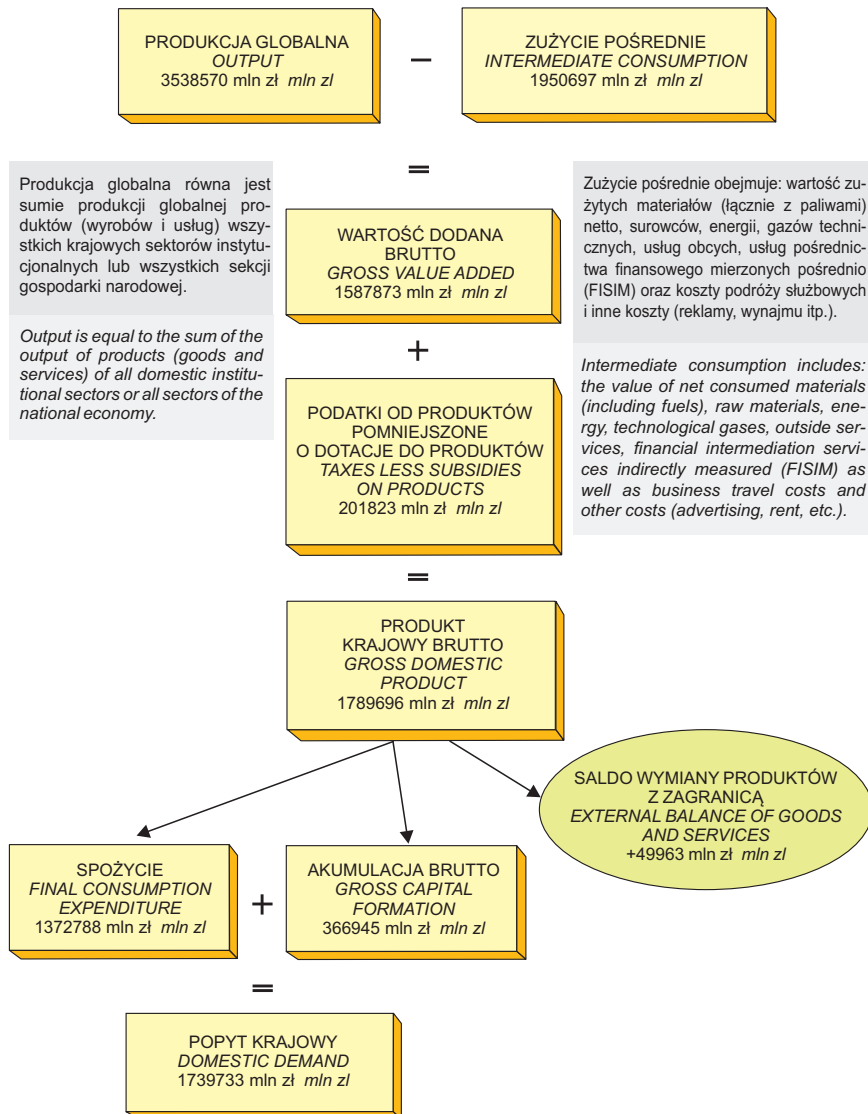 PRODUKCJA GLOBALNA
OUTPUT
3538570 mln zł mln zl
–
ZUŻYCIE POŚREDNIE
INTERMEDIATE CONSUMPTION
1950697 mln zł mln zl
=
Produkcja globalna równa jest
sumie produkcji globalnej pro-
duktów (wyrobów i usług) wszy-
stkich krajowych sektorów instytu-
cjonalnych lub wszystkich sekcji
gospodarki narodowej.
Output is equal to the sum of the
output of products (goods and
services) of all domestic institu-
tional sectors or all sectors of the
national economy.
WARTOŚĆ DODANA
BRUTTO
GROSS VALUE ADDED
1587873 mln zł mln zl
+
PODATKI OD PRODUKTÓW
POMNIEJSZONE
O DOTACJE DO PRODUKTÓW
TAXES LESS SUBSIDIES
ON PRODUCTS
201823 mln zł mln zl
Zużycie pośrednie obejmuje: wartość zu-
żytych materiałów (łącznie z paliwami)
netto, surowców, energii, gazów techni-
cznych, usług obcych, usług pośrednic-
twa finansowego mierzonych pośrednio
(FISIM) oraz koszty podróży służbowych
i inne koszty (reklamy, wynajmu itp.).
Intermediate consumption includes:
the value of net consumed materials
(including fuels), raw materials, ene-
rgy, technological gases, outside ser-
vices, financial intermediation servi-
ces indirectly measured (FISIM) as
well as business travel costs and
other costs (advertising, rent, etc.).
=
PRODUKT
KRAJOWY BRUTTO
GROSS DOMESTIC
PRODUCT
1789696 mln zł mln zl
SALDO WYMIANY PRODUKTÓW
Z ZAGRANICĄ
EXTERNAL BALANCE OF GOODS
AND SERVICES
+49963 mln zł mln zl
SPOŻYCIE
FINAL CONSUMPTION
EXPENDITURE
1372788 mln zł mln zl
+
AKUMULACJA BRUTTO
GROSS CAPITAL
FORMATION
366945 mln zł mln zl
=
POPYT KRAJOWY
DOMESTIC DEMAND
1739733 mln zł mln zl